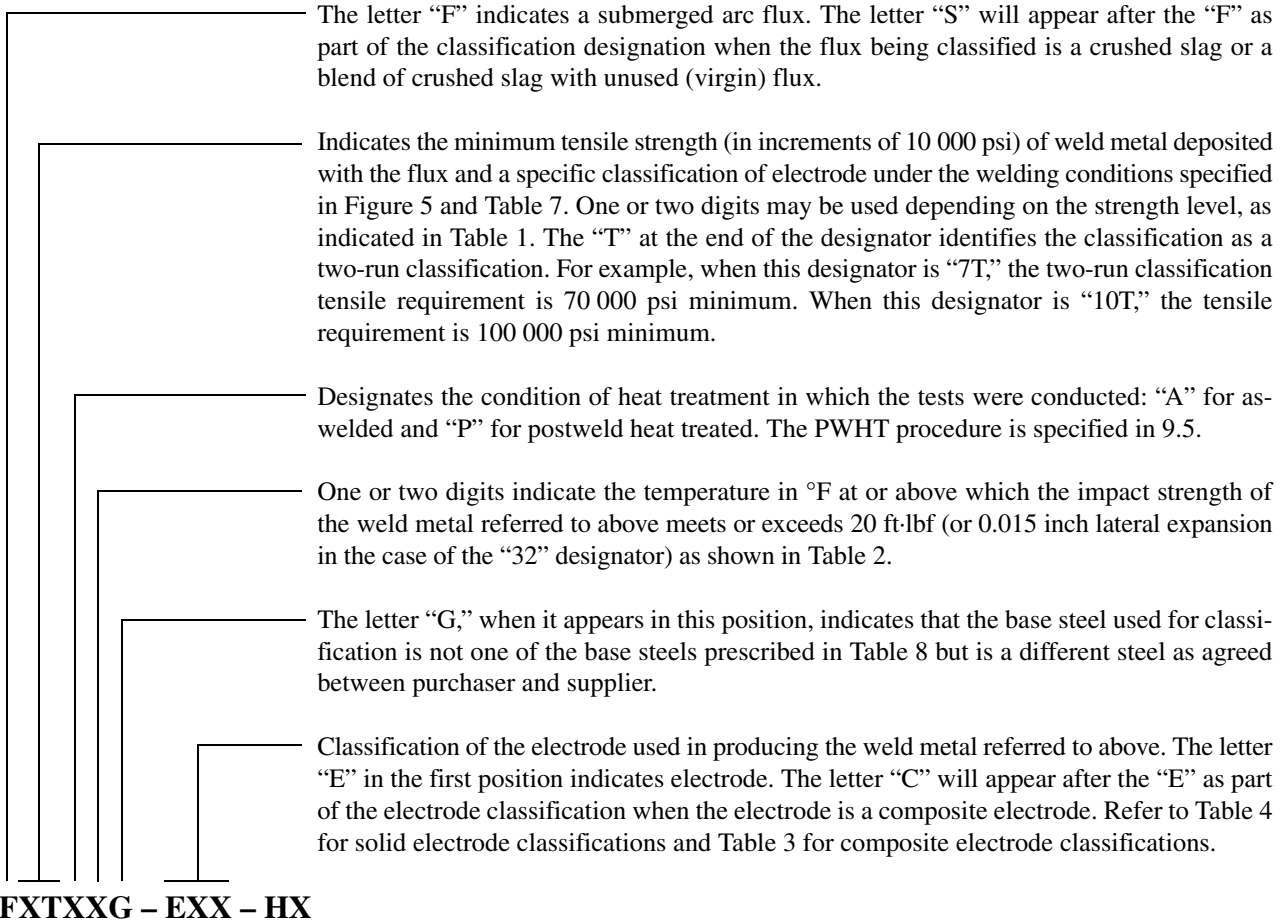 The letter “F” indicates a submerged arc flux. The letter “S” will appear after the “F” as
part of the classification designation when the flux being classified is a crushed slag or a
blend of crushed slag with unused (virgin) flux.
Indicates the minimum tensile strength (in increments of 10 000 psi) of weld metal deposited
with the flux and a specific classification of electrode under the welding conditions specified
in Figure 5 and Table 7. One or two digits may be used depending on the strength level, as
indicated in Table 1. The “T” at the end of the designator identifies the classification as a
two-run classification. For example, when this designator is “7T,” the two-run classification
tensile requirement is 70 000 psi minimum. When this designator is “10T,” the tensile
requirement is 100 000 psi minimum.
Designates the condition of heat treatment in which the tests were conducted: “A” for as-
welded and “P” for postweld heat treated. The PWHT procedure is specified in 9.5.
One or two digits indicate the temperature in °F at or above which the impact strength of
the weld metal referred to above meets or exceeds 20 ft·lbf (or 0.015 inch lateral expansion
in the case of the “32” designator) as shown in Table 2.
The letter “G,” when it appears in this position, indicates that the base steel used for classi-
fication is not one of the base steels prescribed in Table 8 but is a different steel as agreed
between purchaser and supplier.
Classification of the electrode used in producing the weld metal referred to above. The letter
“E” in the first position indicates electrode. The letter “C” will appear after the “E” as part
of the electrode classification when the electrode is a composite electrode. Refer to Table 4
for solid electrode classifications and Table 3 for composite electrode classifications.
FXTXXG – EXX – HX